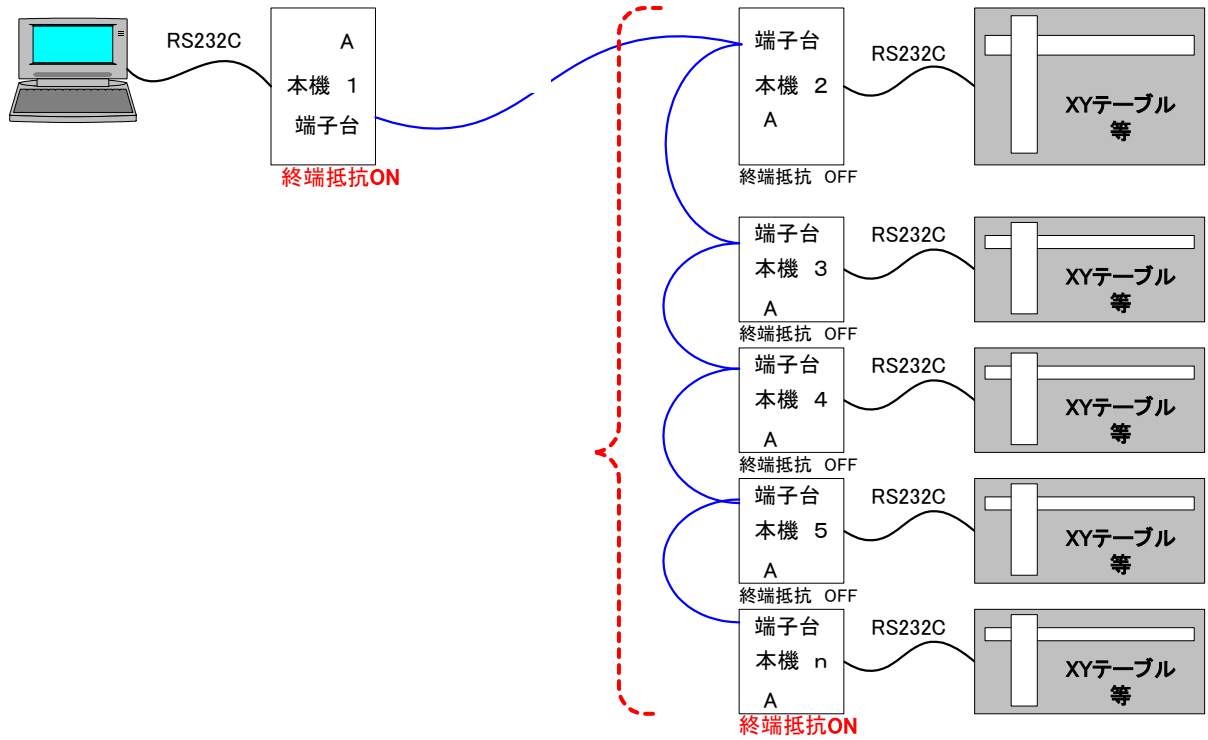 RS232C
A
本機 1
端子台
終端抵抗ON
端子台
本機 2
A
終端抵抗 OFF
RS232C
XYテーブル
等
端子台
本機 3
A
終端抵抗 OFF
RS232C
XYテーブル
等
端子台
本機 4
A
終端抵抗 OFF
RS232C
XYテーブル
等
端子台
本機 5
A
終端抵抗 OFF
RS232C
XYテーブル
等
端子台
本機 n
A
終端抵抗ON
RS232C
XYテーブル
等